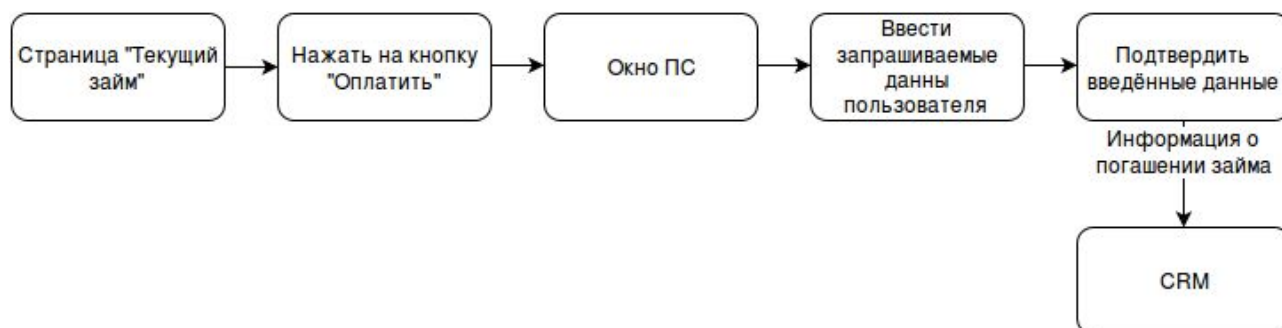 Страница "Текущий
займ"
Нажать на кнопку
"Оплатить"
Окно ПС
Ввести
запрашиваемые
данны
пользователя
Подтвердить
введённые данные
Информация о
погашении займа
CRM